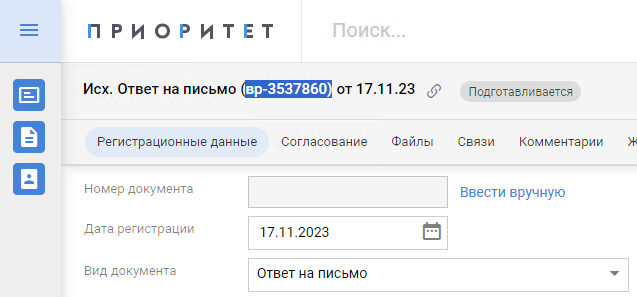 ПРИОРИТЕТ
Поиск...
Исх. Ответ на письмо (вр-3537860) от 17.11.23
Подготавливается
Регистрационные данные Согласование Файлы Связи Комментарии Ж
Номер документа
Ввести вручную
Дата регистрации 17.11.2023
Вид документа Ответ на письмо